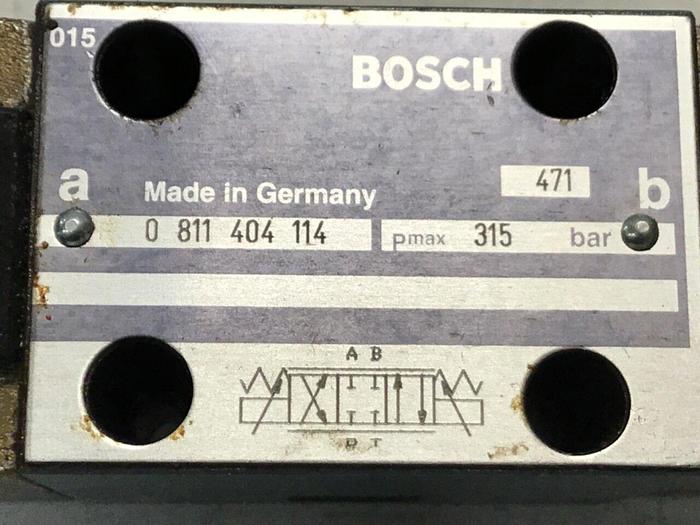 015
BOSCH
471
a
b
Made in Germany
0 811 404 114
pmax 315 bar
A B
P T